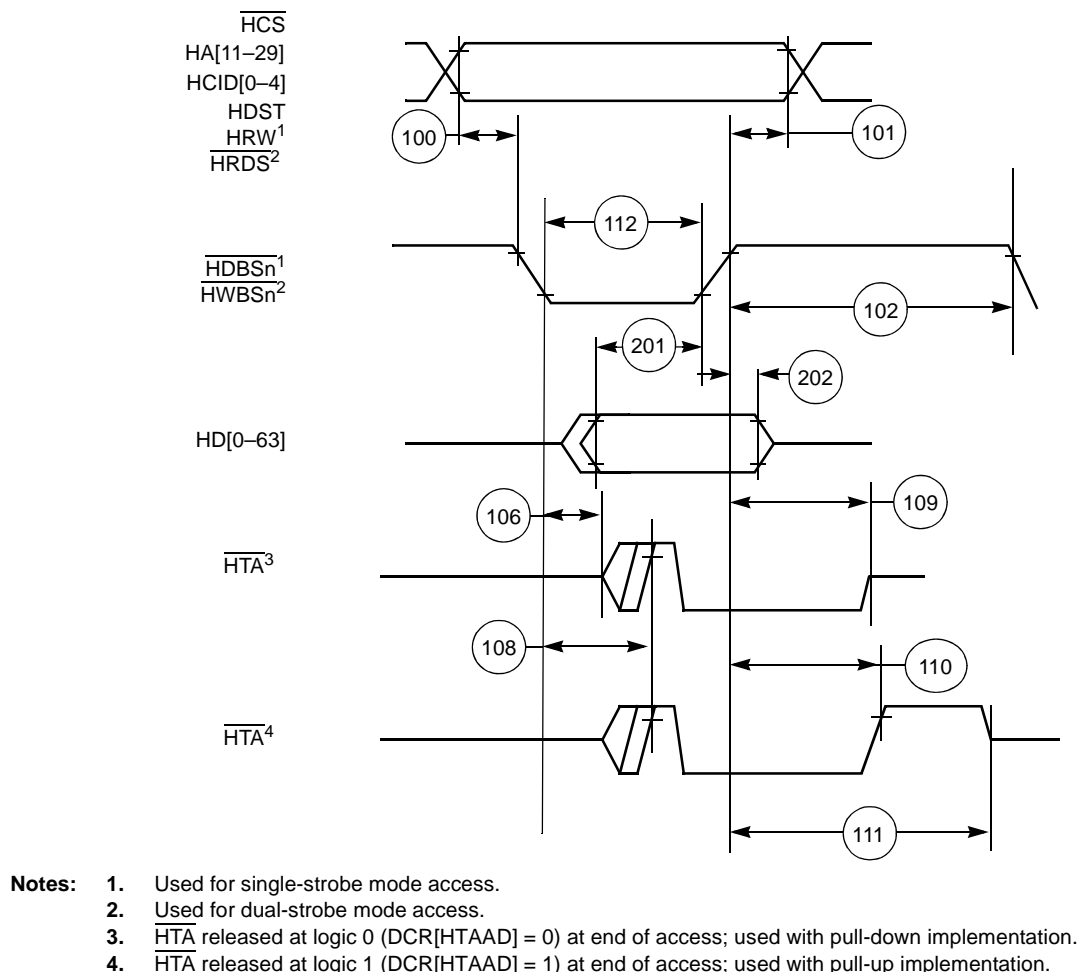 HCS
HA[11–29]
HCID[0–4]
HDST
HRW1
HRDS2
100
101
112
HDBSn1
HWBSn2
102
201
202
HD[0–63]
106
109
HTA3
108
110
HTA4
111
Notes: 1. Used for single-strobe mode access.
2. Used for dual-strobe mode access.
3. HTA released at logic 0 (DCR[HTAAD] = 0) at end of access; used with pull-down implementation.
4. HTA released at logic 1 (DCR[HTAAD] = 1) at end of access; used with pull-up implementation.